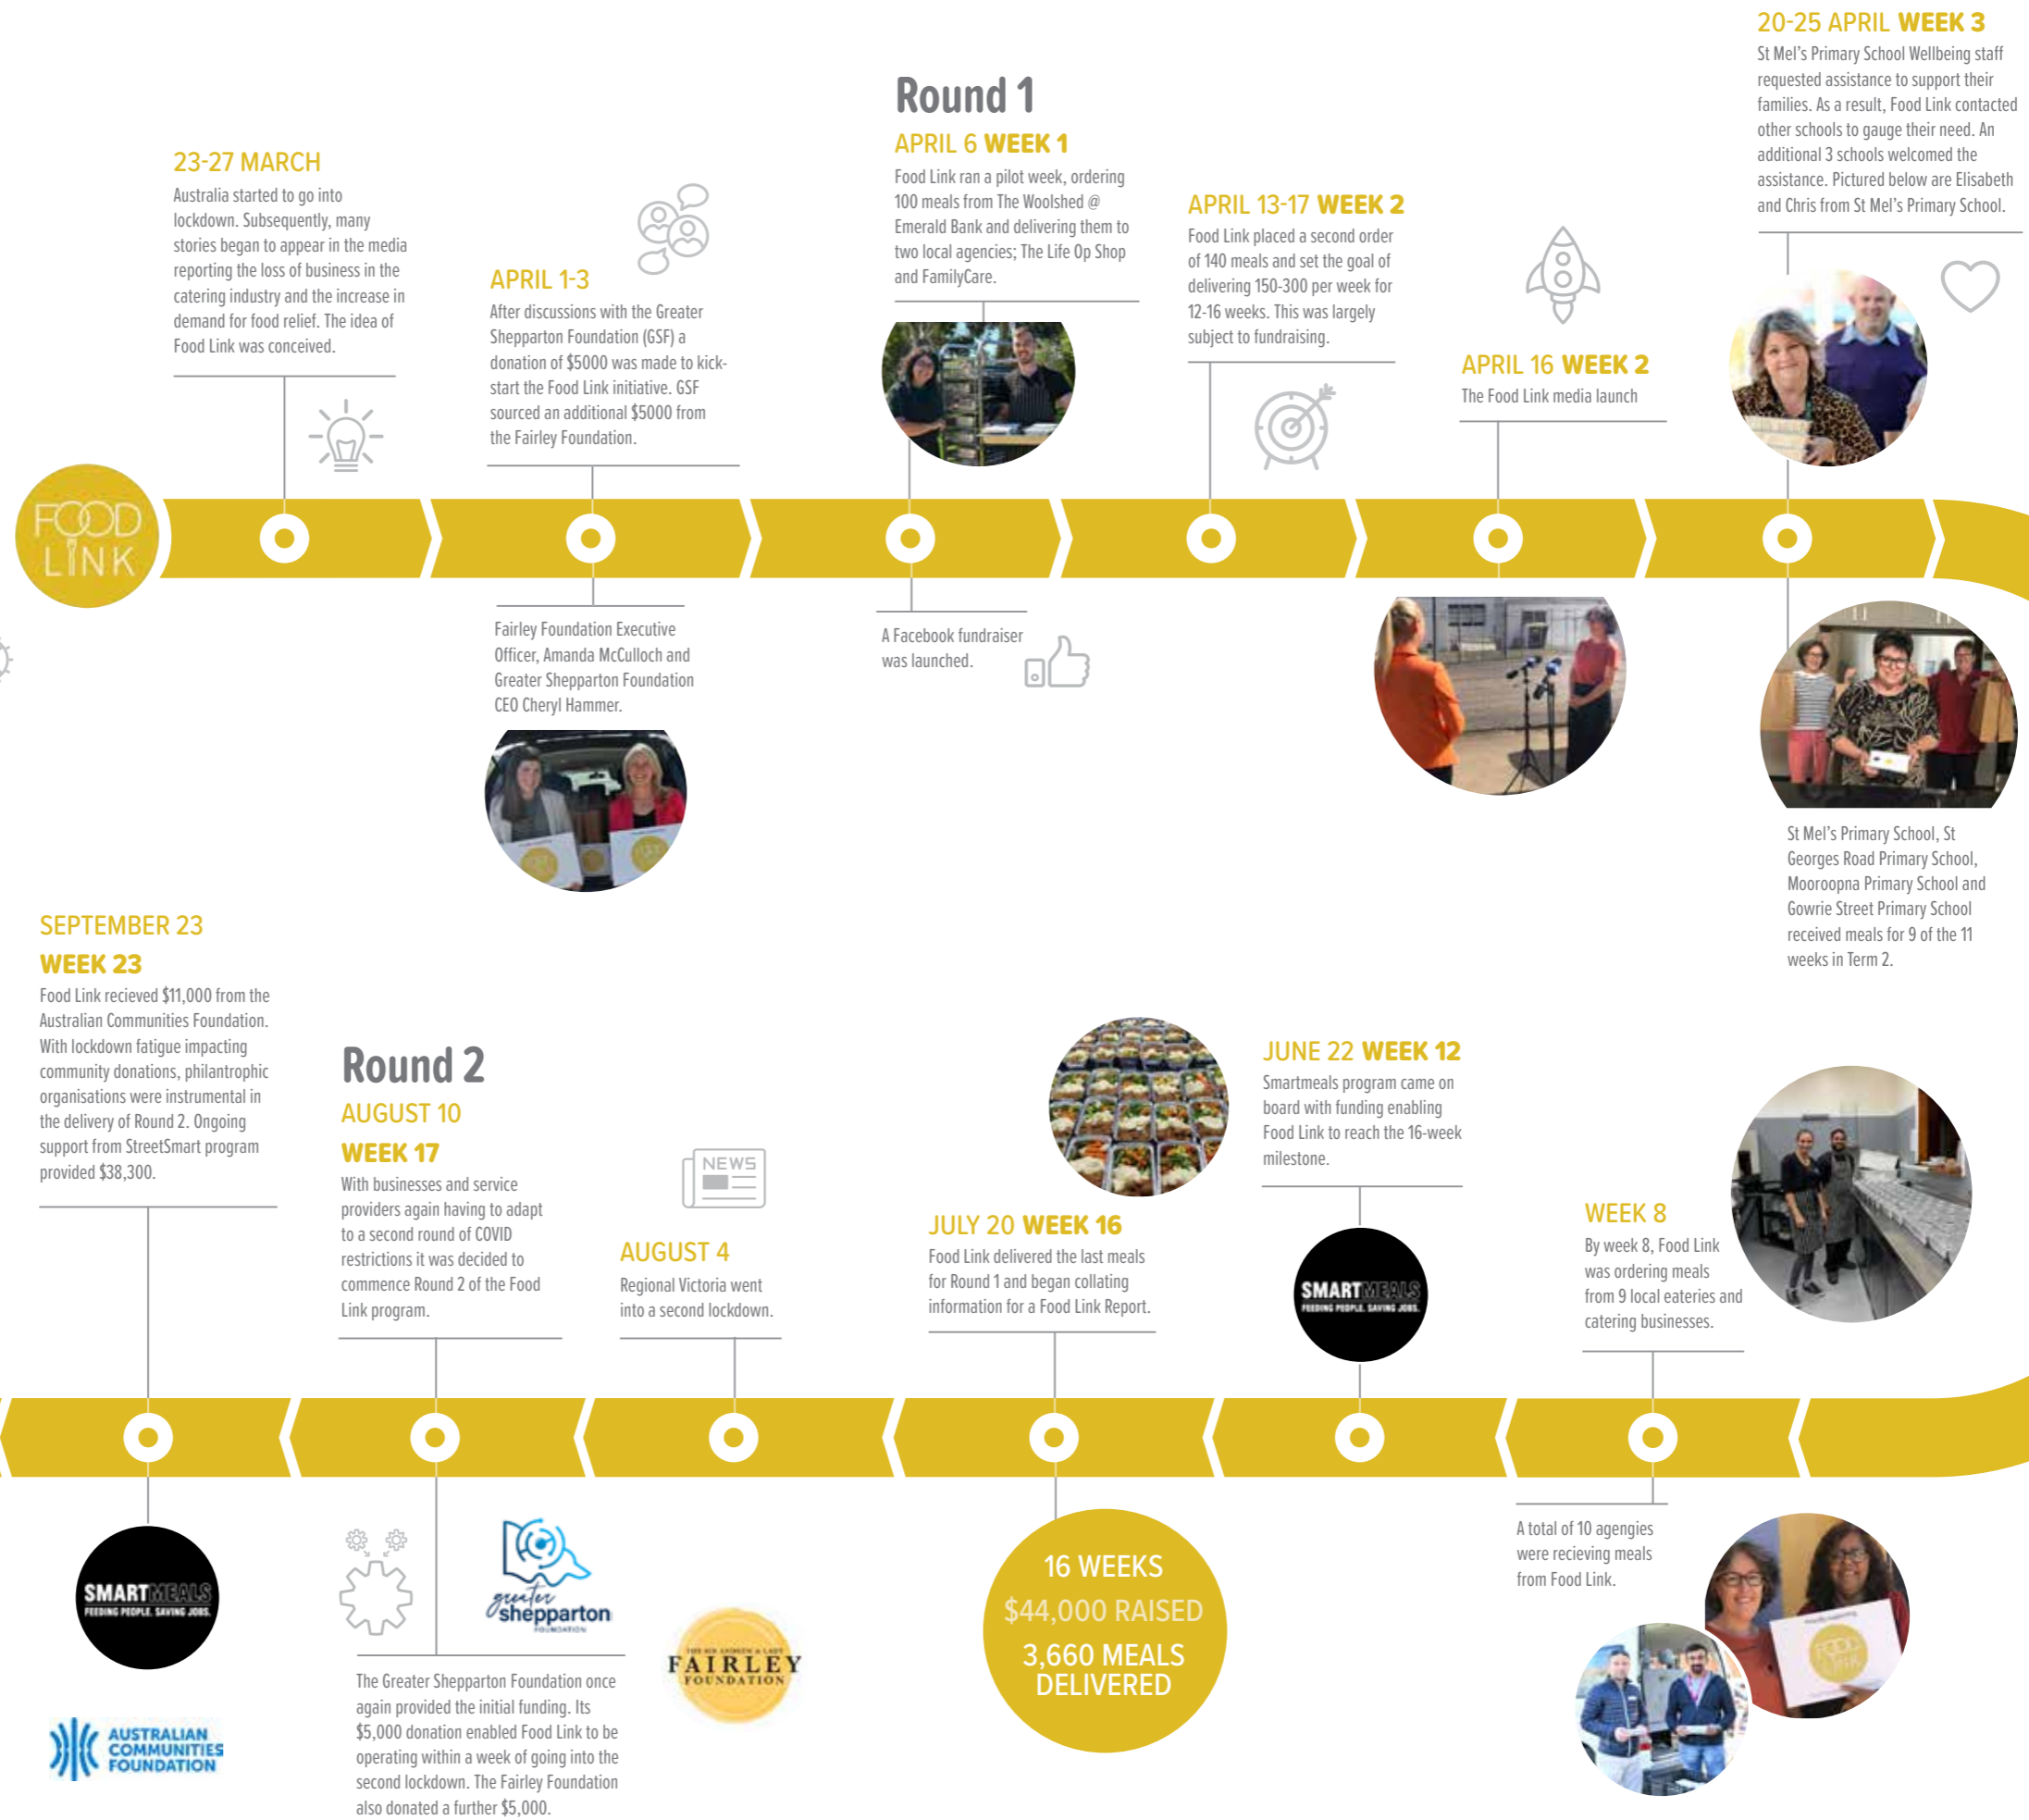 FOOD
LINK
23-27 MARCH
Australia started to go into
lockdown. Subsequently, many
stories began to appear in the media
reporting the loss of business in the
catering industry and the increase in
demand for food relief. The idea of
Food Link was conceived.
APRIL 1-3
After discussions with the Greater
Shepparton Foundation (GSF) a
donation of $5000 was made to kick-
start the Food Link initiative. GSF
sourced an additional $5000 from
the Fairley Foundation.
Fairley Foundation Executive
Officer, Amanda McCulloch and
Greater Shepparton Foundation
CEO Cheryl Hammer.
Round 1
APRIL 6 WEEK 1
Food Link ran a pilot week, ordering
100 meals from The Woolshed @
Emerald Bank and delivering them to
two local agencies; The Life Op Shop
and FamilyCare.
A Facebook fundraiser
was launched.
APRIL 13-17 WEEK 2
Food Link placed a second order
of 140 meals and set the goal of
delivering 150-300 per week for
12-16 weeks. This was largely
subject to fundraising.
APRIL 16 WEEK 2
The Food Link media launch
20-25 APRIL WEEK 3
St Mel's Primary School Wellbeing staff
requested assistance to support their
families. As a result, Food Link contacted
other schools to gauge their need. An
additional 3 schools welcomed the
assistance. Pictured below are Elisabeth
and Chris from St Mel's Primary School.
St Mel's Primary School, St
Georges Road Primary School,
Mooroopna Primary School and
Gowrie Street Primary School
received meals for 9 of the 11
weeks in Term 2.
WEEK 8
By week 8, Food Link
was ordering meals
from 9 local eateries and
catering businesses.
A total of 10 agengies
were recieving meals
from Food Link.
FOOD
LINK
JUNE 22 WEEK 12
Smartmeals program came on
board with funding enabling
Food Link to reach the 16-week
milestone.
SMARTMEALS
FEEDING PEOPLE. SAVING JOBS.
JULY 20 WEEK 16
Food Link delivered the last meals
for Round 1 and began collating
information for a Food Link Report.
16 WEEKS
$44,000 RAISED
3,660 MEALS
DELIVERED
NEWS
AUGUST 4
Regional Victoria went
into a second lockdown.
Round 2
AUGUST 10
WEEK 17
With businesses and service
providers again having to adapt
to a second round of COVID
restrictions it was decided to
commence Round 2 of the Food
Link program.
greater
shepparton
FOUNDATION
THE SIR ANDREW & LADY
FAIRLEY
FOUNDATION
The Greater Shepparton Foundation once
again provided the initial funding. Its
$5,000 donation enabled Food Link to be
operating within a week of going into the
second lockdown. The Fairley Foundation
also donated a further $5,000.
SEPTEMBER 23
WEEK 23
Food Link recieved $11,000 from the
Australian Communities Foundation.
With lockdown fatigue impacting
community donations, philantrophic
organisations were instrumental in
the delivery of Round 2. Ongoing
support from StreetSmart program
provided $38,300.
SMARTMEALS
FEEDING PEOPLE. SAVING JOBS.
AUSTRALIAN
COMMUNITIES
FOUNDATION